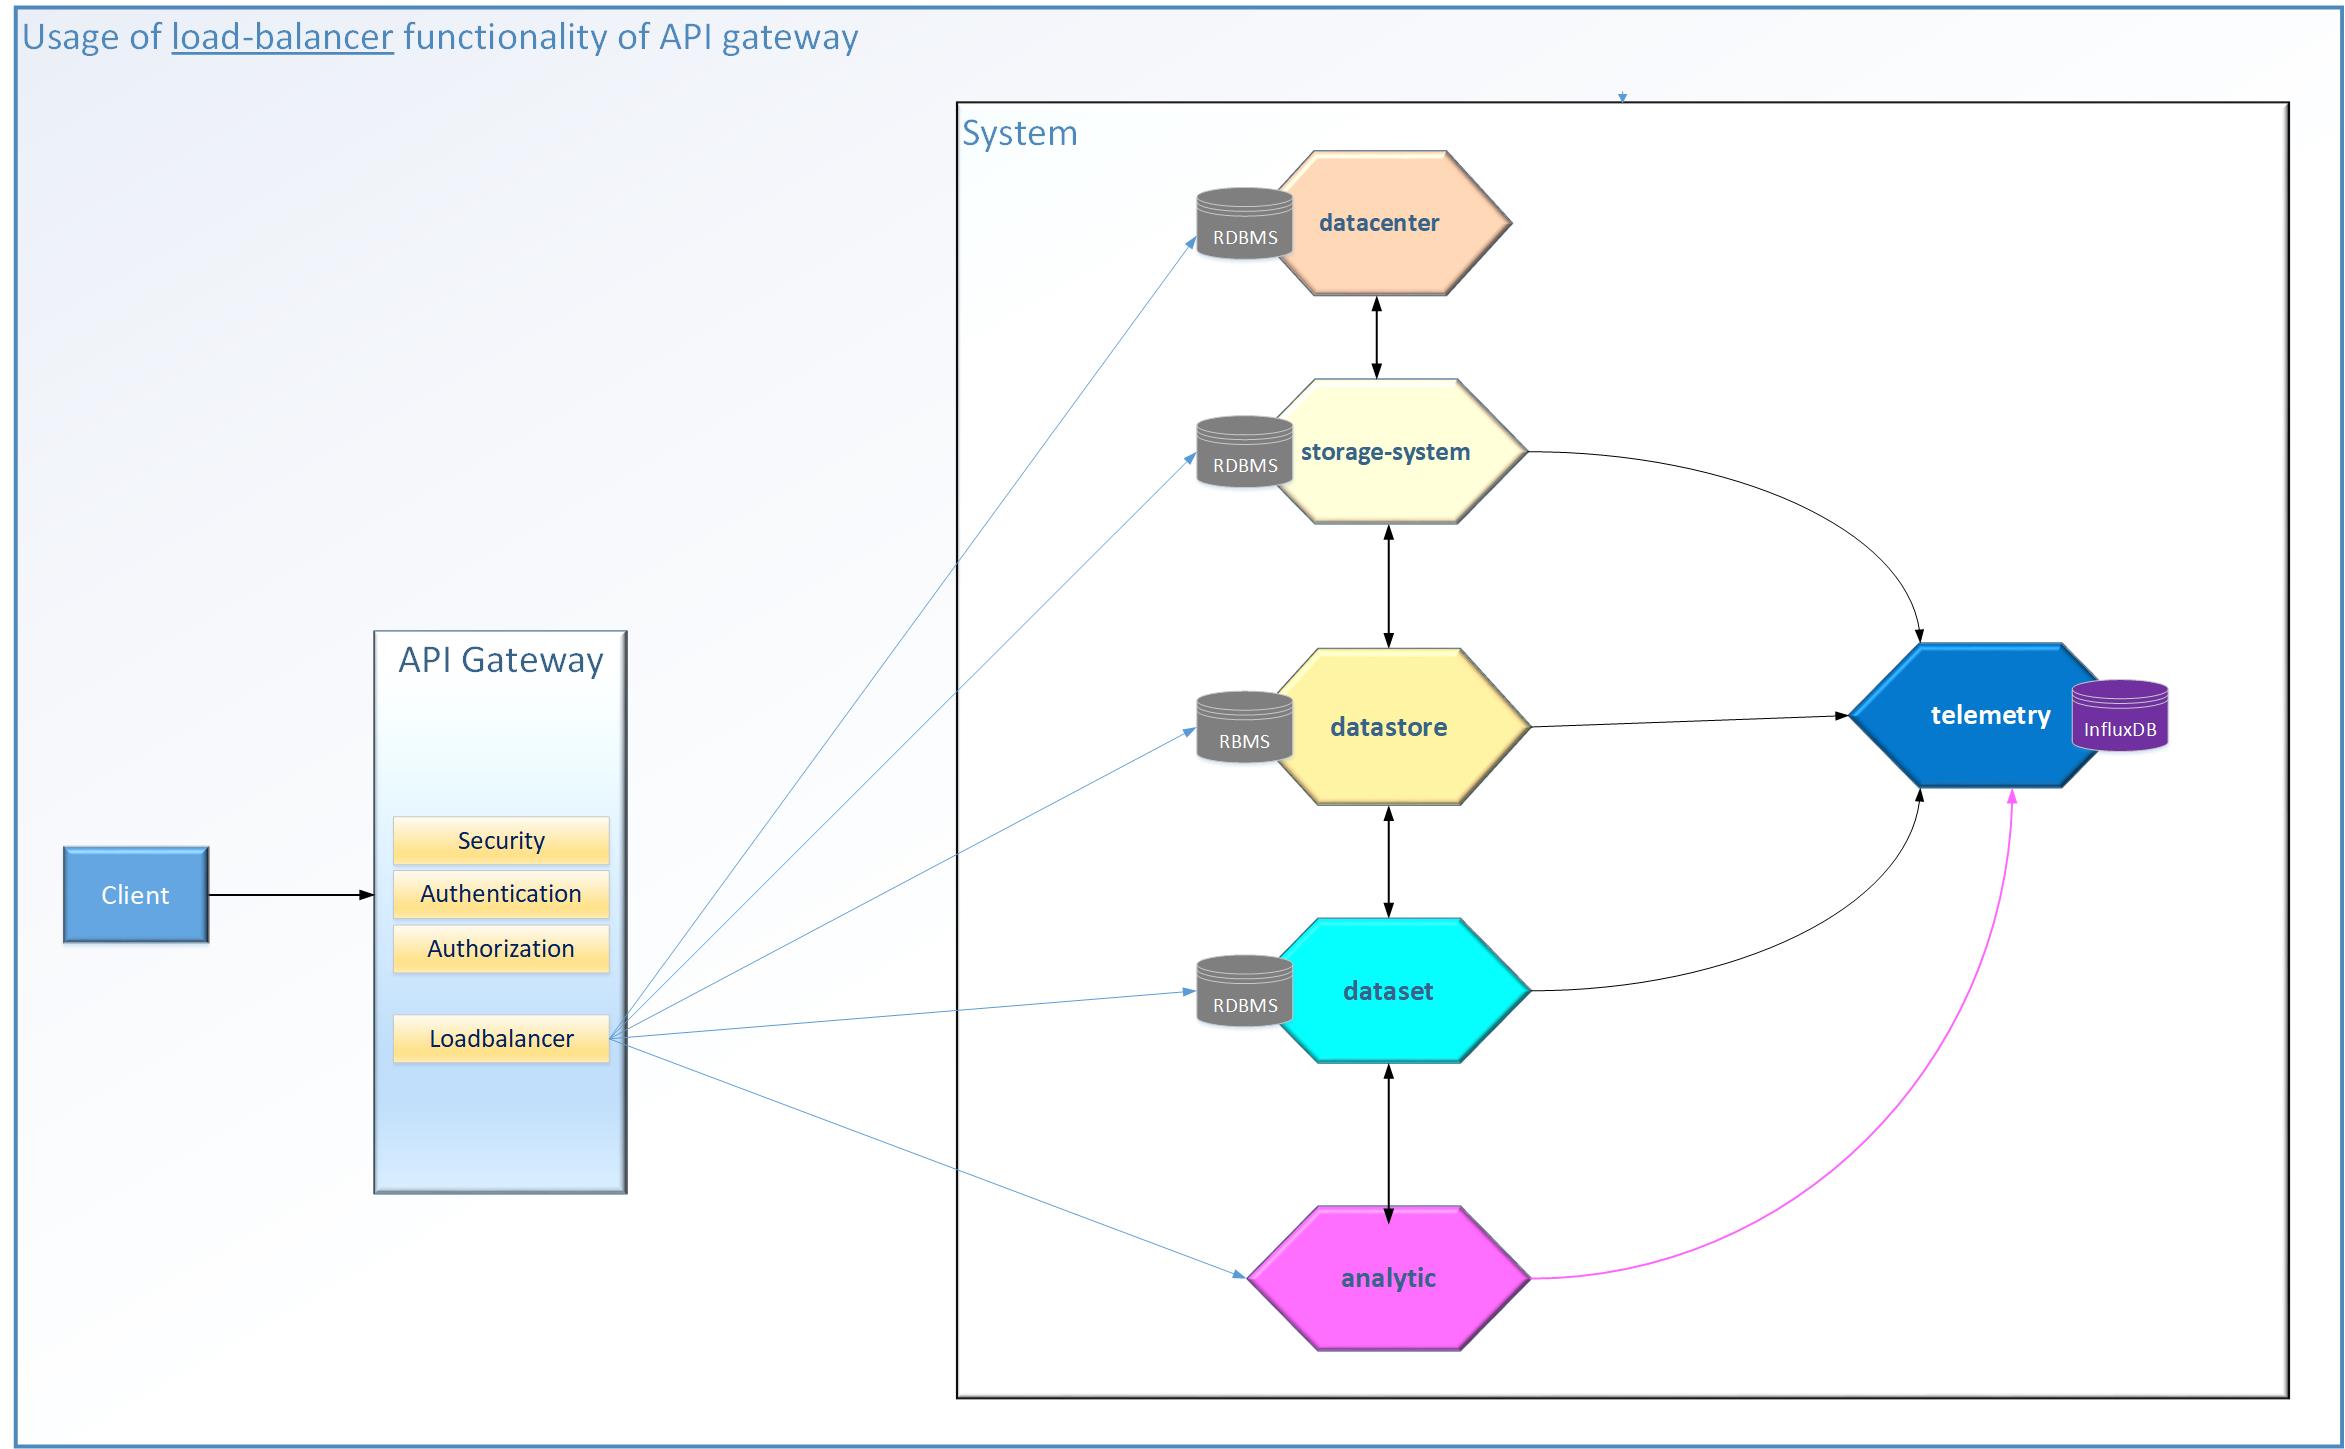 Usage of load-balancer functionality of API gateway
System
RDBMS
datacenter
RDBMS
storage-system
API Gateway
Security
Authentication
Authorization
Loadbalancer
Client
RBMS
datastore
telemetry
InfluxDB
RDBMS
dataset
analytic